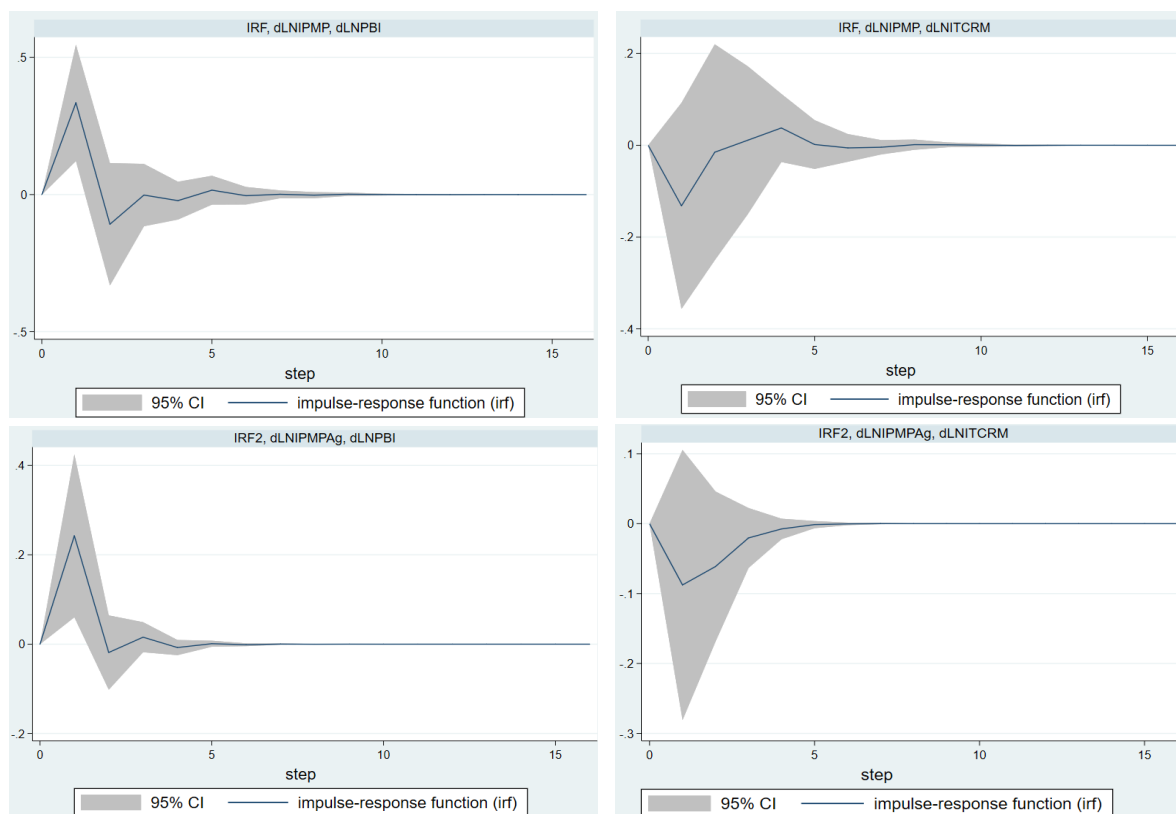 IRF, dLNIPMP, dLNPBI
.5
0
-.5
0 5 10 15
step
95% CI impulse-response function (irf)
IRF, dLNIPMP, dLNITCRM
.2
0
-.2
-.4
0 5 10 15
step
95% CI impulse-response function (irf)
IRF2, dLNIPMPAg, dLNPBI
.4
.2
0
-.2
0 5 10 15
step
95% CI impulse-response function (irf)
IRF2, dLNIPMPAg, dLNITCRM
.1
0
-.1
-.2
-.3
0 5 10 15
step
95% CI impulse-response function (irf)